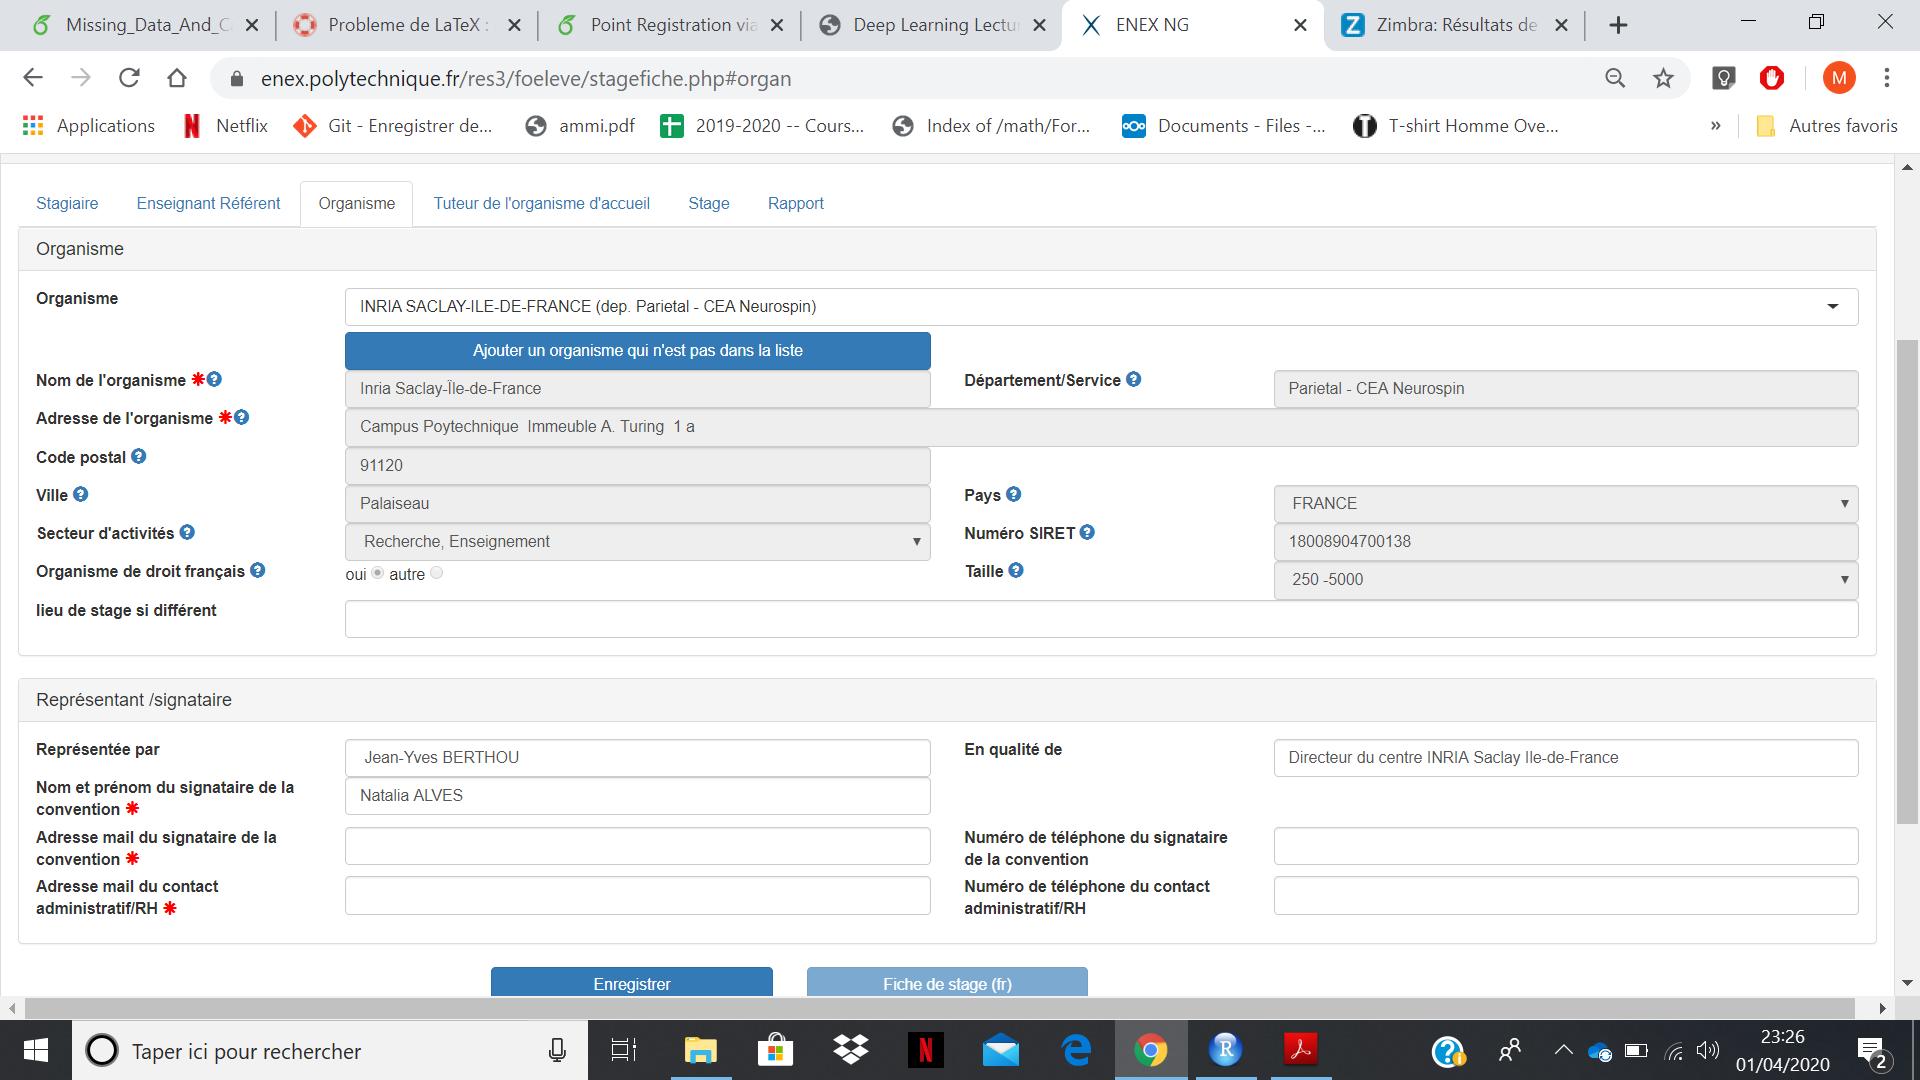 Missing_Data_And_C
Probleme de LaTeX :
Point Registration via
Deep Learning Lectu
ENEX NG
Zimbra: Résultats de
enex.polytechnique.fr/res3/foeleve/stagefiche.php#organ
M
Applications
Netflix
Git - Enregistrer de...
ammi.pdf
2019-2020 -- Cours...
Index of /math/For...
Documents - Files -...
T-shirt Homme Ove...
»
Autres favoris
Stagiaire
Enseignant Référent
Organisme
Tuteur de l'organisme d'accueil
Stage
Rapport
Organisme
Organisme
INRIA SACLAY-ILE-DE-FRANCE (dep. Parietal - CEA Neurospin)
Ajouter un organisme qui n'est pas dans la liste
Nom de l'organisme
Inria Saclay-Île-de-France
Département/Service
Parietal - CEA Neurospin
Adresse de l'organisme
Campus Poytechnique  Immeuble A. Turing  1 a
Code postal
91120
Ville
Palaiseau
Pays
FRANCE
Secteur d'activités
Recherche, Enseignement
Numéro SIRET
18008904700138
Organisme de droit français
oui autre
Taille
250 -5000
lieu de stage si différent
Représentant /signataire
Représentée par
Jean-Yves BERTHOU
En qualité de
Directeur du centre INRIA Saclay Ile-de-France
Nom et prénom du signataire de la
convention
Natalia ALVES
Adresse mail du signataire de la
convention
Numéro de téléphone du signataire
de la convention
Adresse mail du contact
administratif/RH
Numéro de téléphone du contact
administratif/RH
Enregistrer
Fiche de stage (fr)
Taper ici pour rechercher
23:26
01/04/2020
2